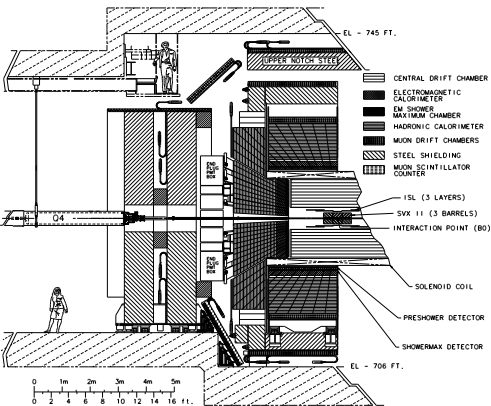 EL - 745 FT.
UPPER NOTCH STEEL
CENTRAL DRIFT CHAMBER
ELECTROMAGNETIC
CALORIMETER
EM SHOWER
MAXIMUM CHAMBER
HADRONIC CALORIMETER
MUON DRIFT CHAMBERS
STEEL SHIELDING
MUON SCINTILLATOR
COUNTER
END
PLUG
PMT
BOX
ISL (3 LAYERS)
Q4
SVX II (3 BARRELS)
INTERACTION POINT (B0)
END
PLUG
PMT
BOX
SOLENOID COIL
PRESHOWER DETECTOR
SHOWERMAX DETECTOR
EL - 706 FT.
0 1m 2m 3m 4m 5m
0 2 4 6 8 10 12 14 16 ft.